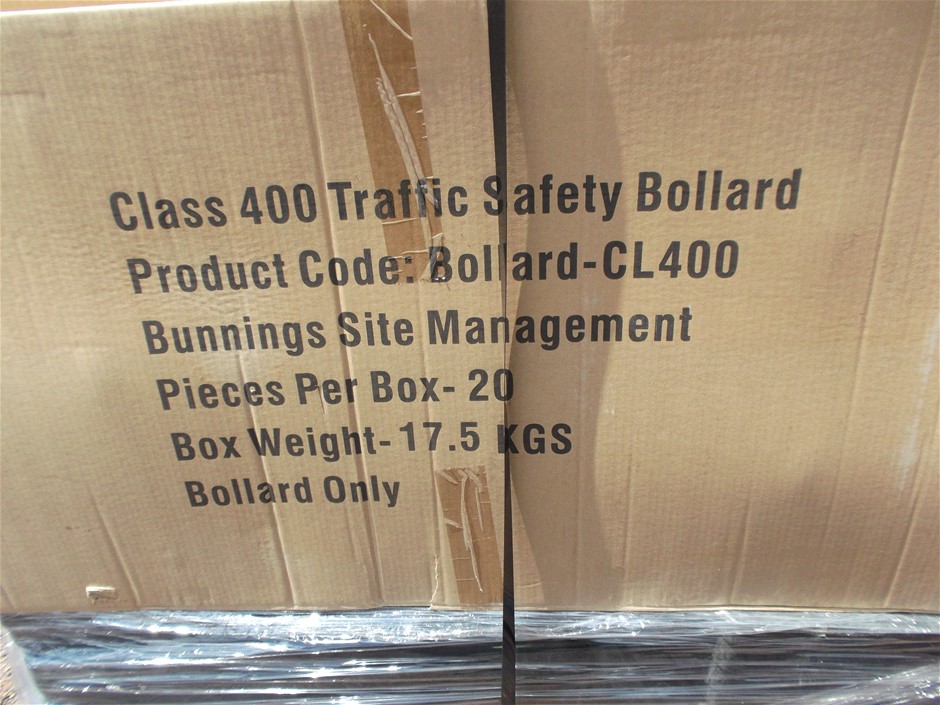 Class 400 Traffic Safety Bollard
Product Code: Bollard-CL400
Bunnings Site Management
Pieces Per Box- 20
Box Weight- 17.5 KGS
Bollard Only